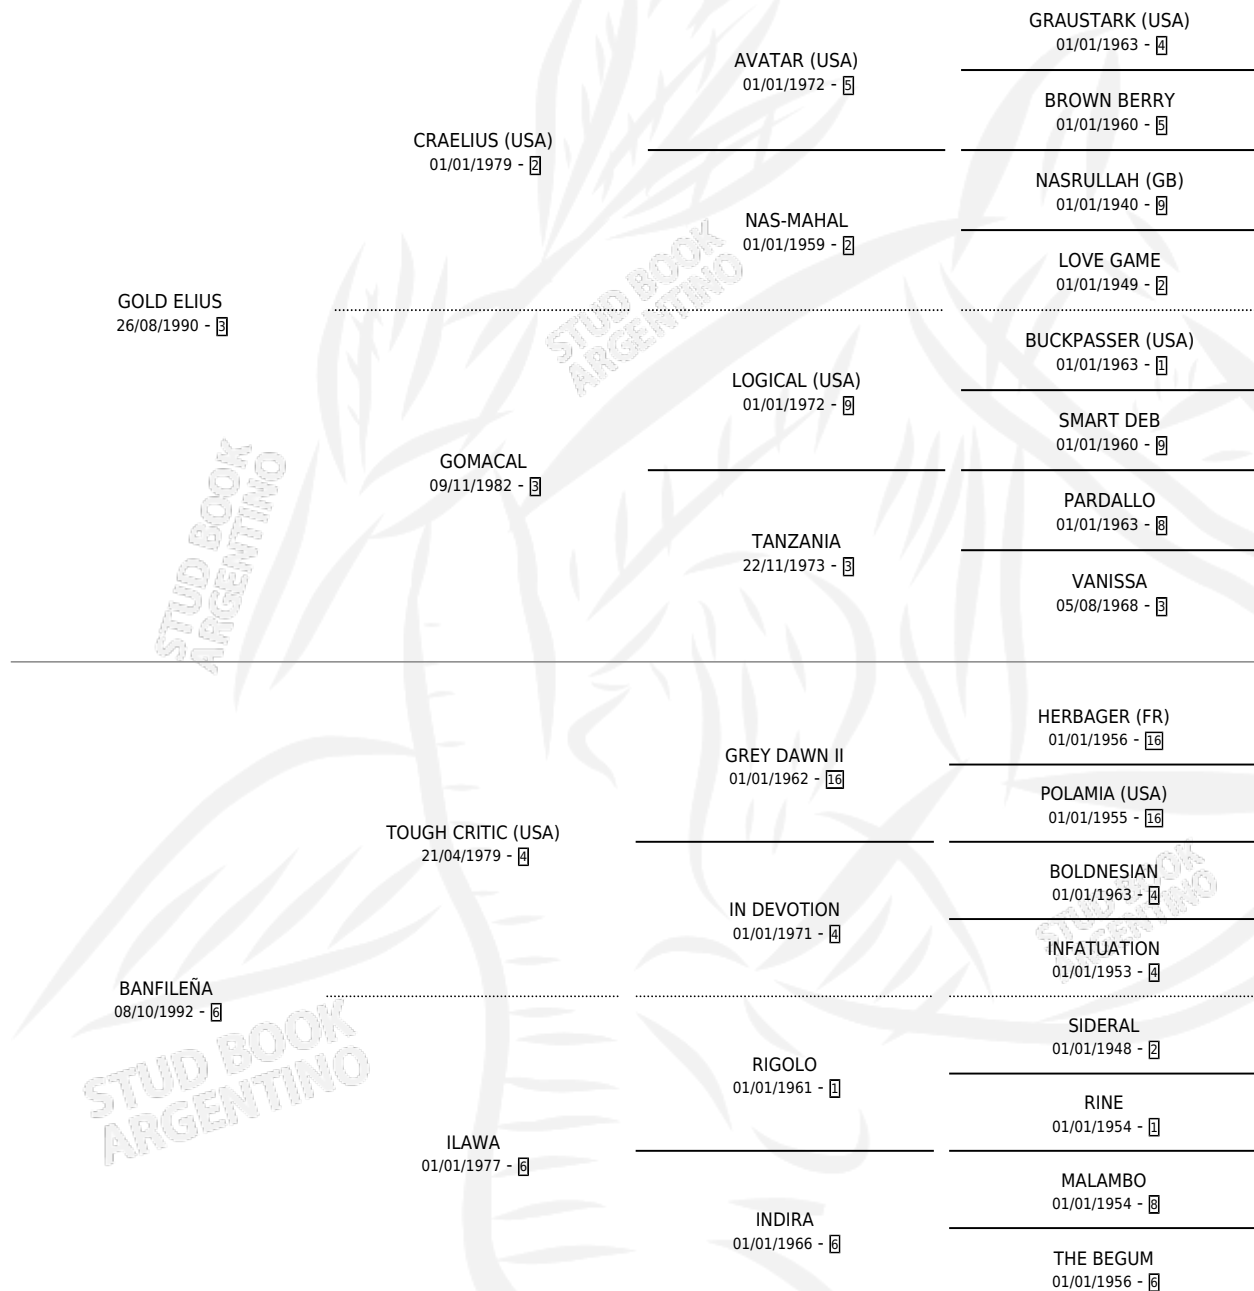 GRAUSTARK (USA)
01/01/1963 - 4
AVATAR (USA)
01/01/1972 - 5
BROWN BERRY
01/01/1960 - 5
CRAELIUS (USA)
01/01/1979 - 2
NASRULLAH (GB)
01/01/1940 - 9
NAS-MAHAL
01/01/1959 - 2
LOVE GAME
01/01/1949 - 2
GOLD ELIUS
26/08/1990 - 3
BUCKPASSER (USA)
01/01/1963 - 1
LOGICAL (USA)
01/01/1972 - 9
SMART DEB
01/01/1960 - 9
GOMACAL
09/11/1982 - 3
PARDALLO
01/01/1963 - 8
TANZANIA
22/11/1973 - 3
VANISSA
05/08/1968 - 3
STUD BOOK
ARGENTINO
STUD BOOK
ARGENTINO
HERBAGER (FR)
01/01/1956 - 16
GREY DAWN II
01/01/1962 - 16
POLAMIA (USA)
01/01/1955 - 16
TOUGH CRITIC (USA)
21/04/1979 - 4
BOLDNESIAN
01/01/1963 - 4
IN DEVOTION
01/01/1971 - 4
INFATUATION
01/01/1953 - 4
BANFILEÑA
08/10/1992 - 6
SIDERAL
01/01/1948 - 2
RIGOLO
01/01/1961 - 1
RINE
01/01/1954 - 1
ILAWA
01/01/1977 - 6
MALAMBO
01/01/1954 - 8
INDIRA
01/01/1966 - 6
THE BEGUM
01/01/1956 - 6
STUD BOOK
ARGENTINO
STUD BOOK
ARGENTINO